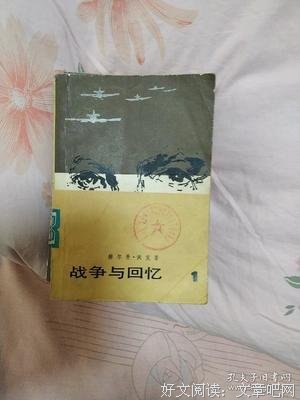 赫尔曼·沃克著
战争与回忆
1
孔夫子旧书网
好文阅读：文章吧网